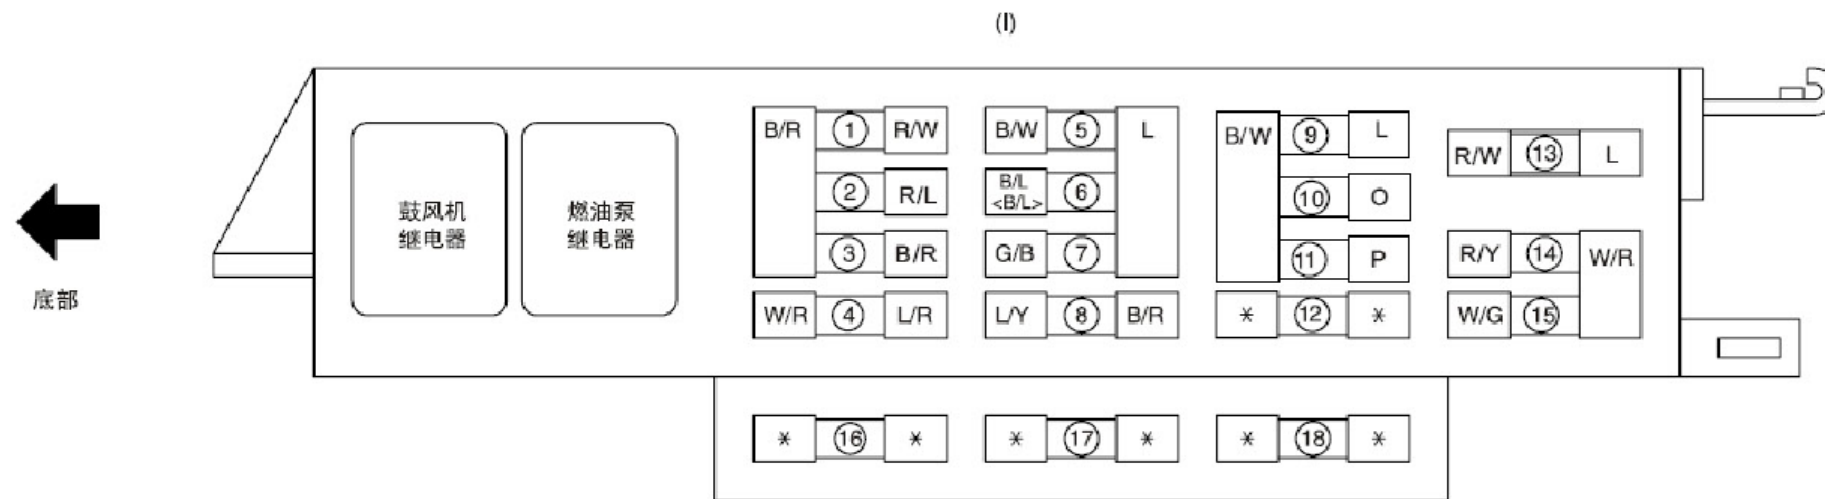 (I)
B/R ① R/W B/W ⑤ L B/W ⑨ L
R/W ⑬ L
② R/L B/L ⑥ ⑩ O
<B/L>
鼓风机 燃油泵
继电器 继电器
③ B/R G/B ⑦ ⑪ P R/Y ⑭ W/R
底部
W/R ④ L/R L/Y ⑧ B/R * ⑫ * W/G ⑮
* ⑯ * * ⑰ * * ⑱ *